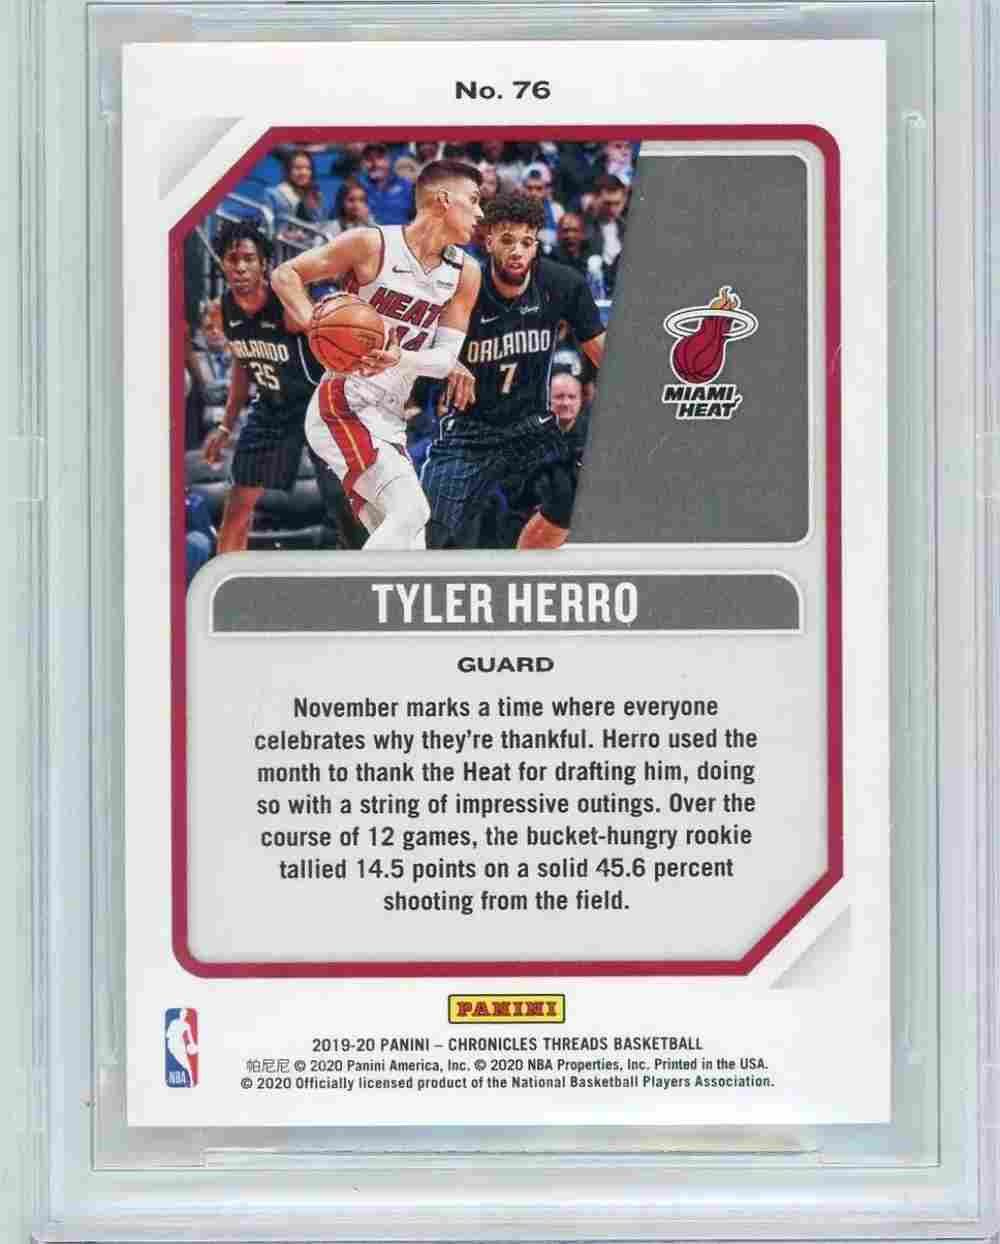 No. 76
HEAT
14
ORLANDO
25
ORLANDO
7
MIAMI
HEAT
TYLER HERRO
GUARD
November marks a time where everyone
celebrates why they're thankful. Herro used the
month to thank the Heat for drafting him, doing
so with a string of impressive outings. Over the
course of 12 games, the bucket-hungry rookie
tallied 14.5 points on a solid 45.6 percent
shooting from the field.
PANINI
2019-20 PANINI – CHRONICLES THREADS BASKETBALL
帕尼尼 © 2020 Panini America, Inc. © 2020 NBA Properties, Inc. Printed in the USA.
© 2020 Officially licensed product of the National Basketball Players Association.
NBA